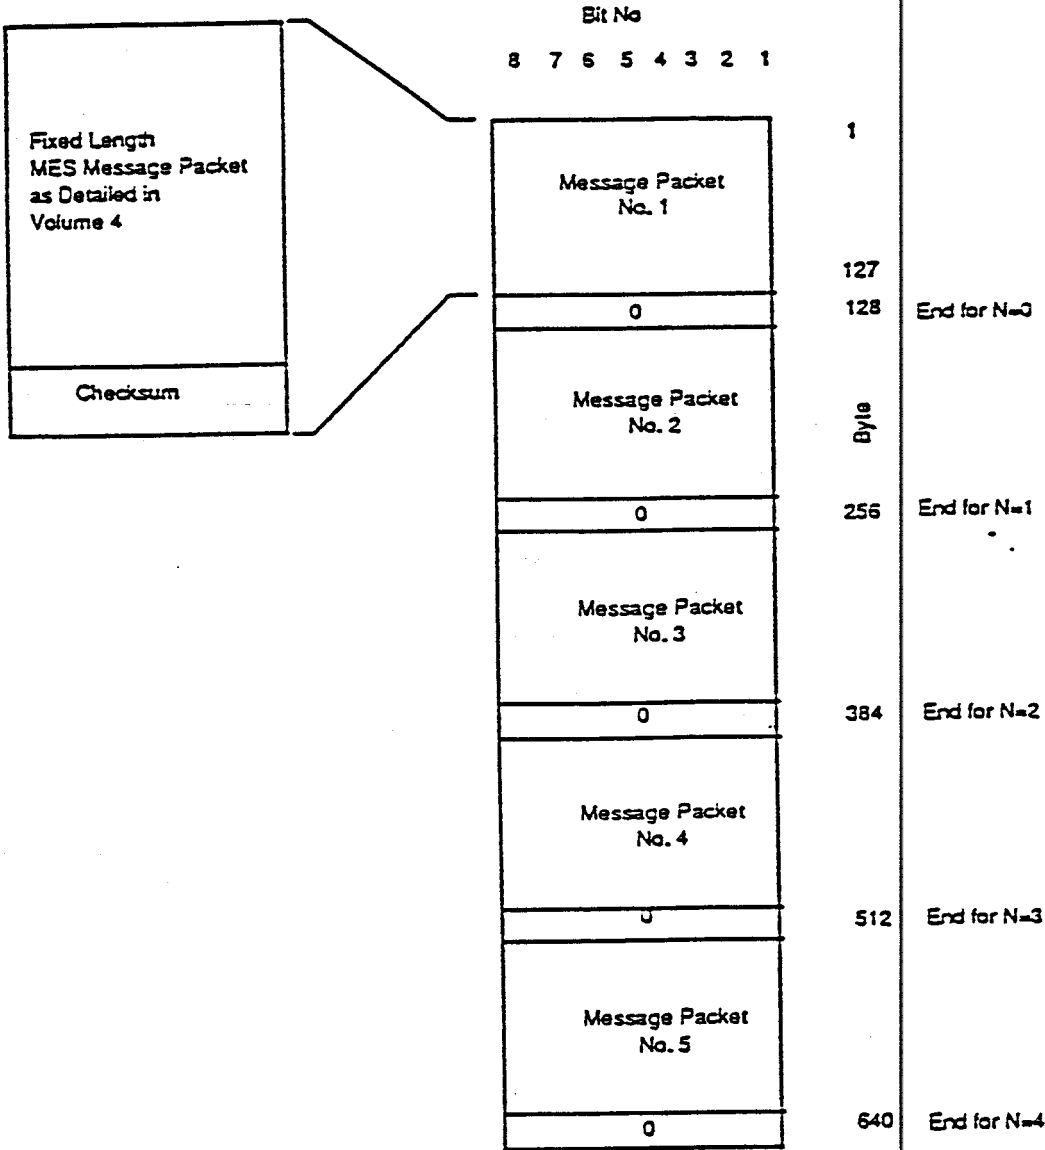 Bit No
8 7 6 5 4 3 2 1
Fixed Length
MES Message Packet
as Detailed in
Volume 4
Checksum
1
Message Packet
No. 1
127
0
128
End for N=0
Message Packet
No. 2
Byte
0
256
End for N=1
Message Packet
No. 3
0
384
End for N=2
Message Packet
No. 4
0
512
End for N=3
Message Packet
No. 5
0
640
End for N=4